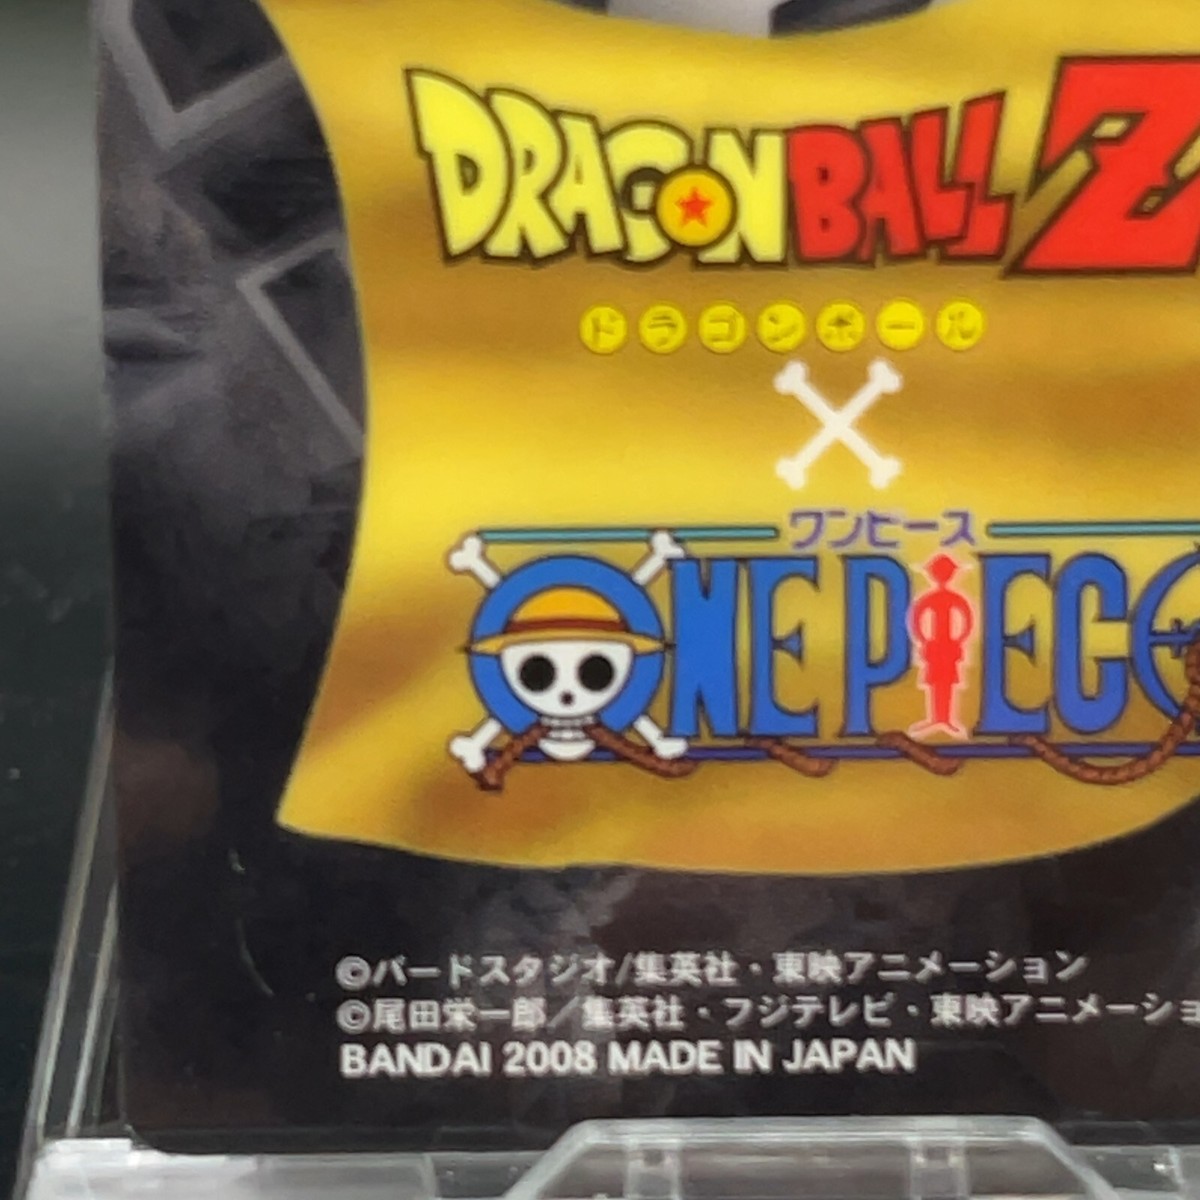 DRAGONBALL Z
ドラゴンボール
ワンピース
ONE PIECE
©バードスタジオ/集英社・東映アニメーション
©尾田栄一郎／集英社・フジテレビ・東映アニメーショ
BANDAI 2008 MADE IN JAPAN